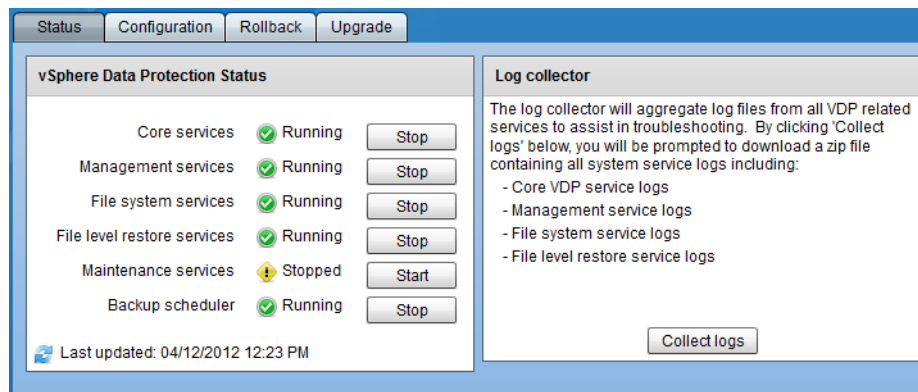 Status
Configuration
Rollback
Upgrade
vSphere Data Protection Status
Core services Running Stop
Management services Running Stop
File system services Running Stop
File level restore services Running Stop
Maintenance services Stopped Start
Backup scheduler Running Stop
Last updated: 04/12/2012 12:23 PM
Log collector
The log collector will aggregate log files from all VDP related
services to assist in troubleshooting. By clicking 'Collect
logs' below, you will be prompted to download a zip file
containing all system service logs including:
- Core VDP service logs
- Management service logs
- File system service logs
- File level restore service logs
Collect logs